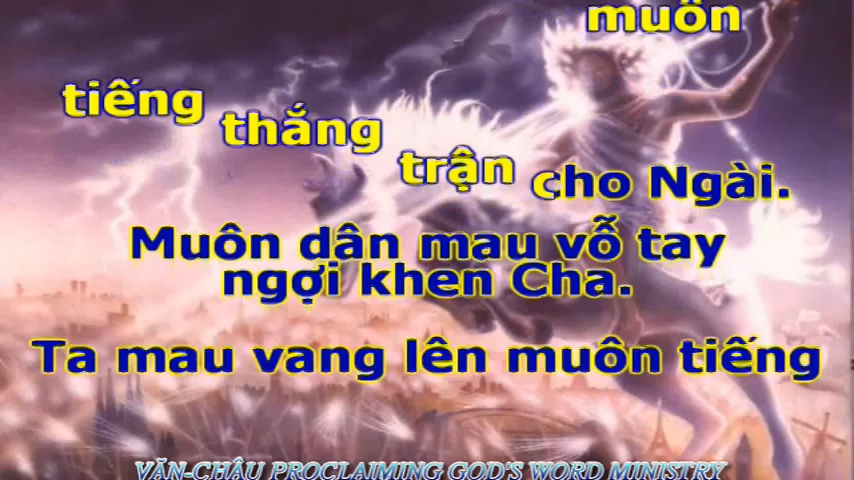 muôn
tiếng thắng trận cho Ngài.
Muôn dân mau vỗ tay
ngợi khen Cha.
Ta mau vang lên muôn tiếng
VĂN-CHÂU PROCLAIMING GOD'S WORD MINISTRY